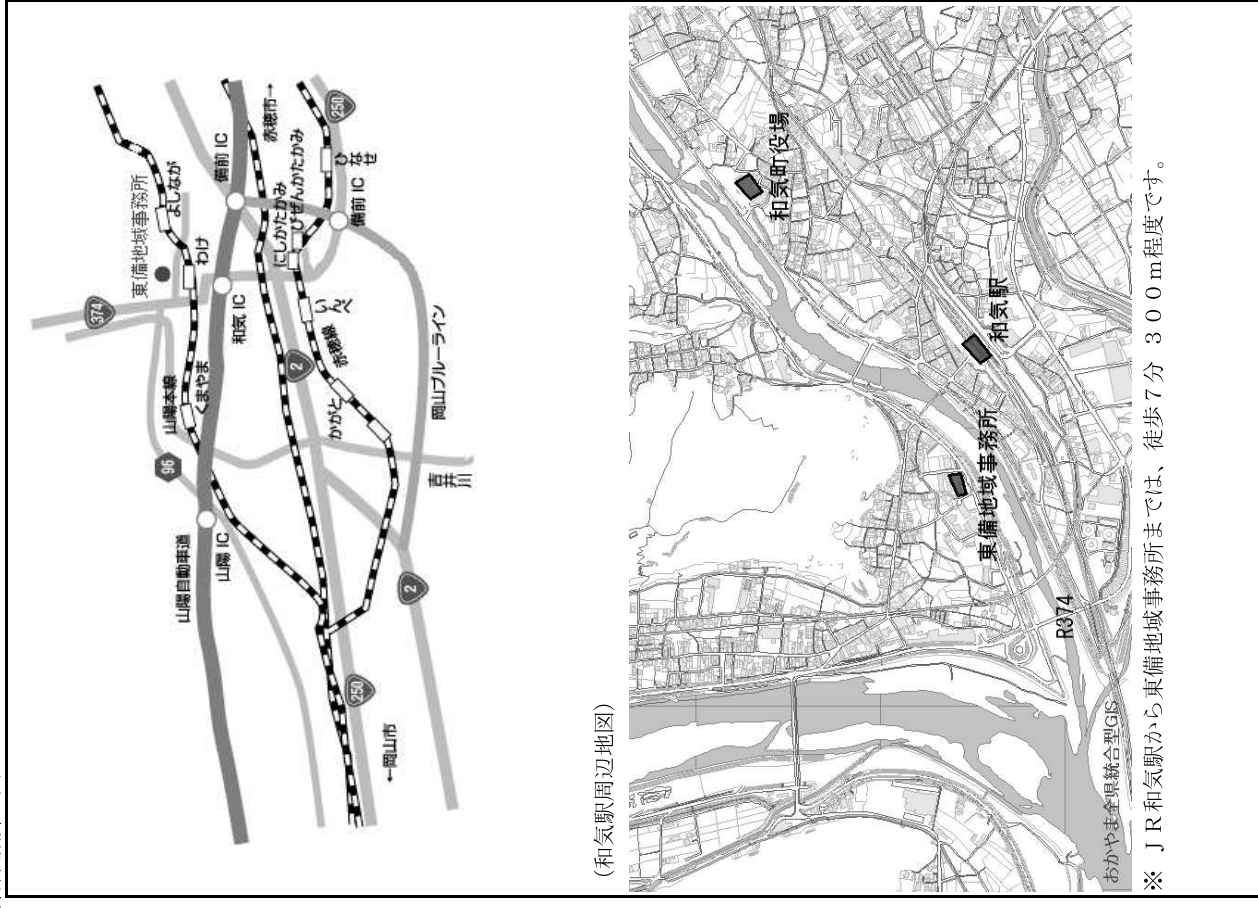 374
東備地域事務所
よしなが
わけ
山陽本線
96
くまやま
備前 IC
和気 IC
赤穂市→
山陽自動車道
山陽 IC
にしかたかみ
びぜんかたかみ
ひなせ
250
いんべ
備前 IC
2
赤穂線
かがと
岡山ブルーライン
吉井川
2
250
←岡山市
(和気駅周辺地図)
和気町役場
和気駅
東備地域事務所
R374
おかやま全県統合型GIS
※ JR和気駅から東備地域事務所までは、徒歩7分 300m程度です。